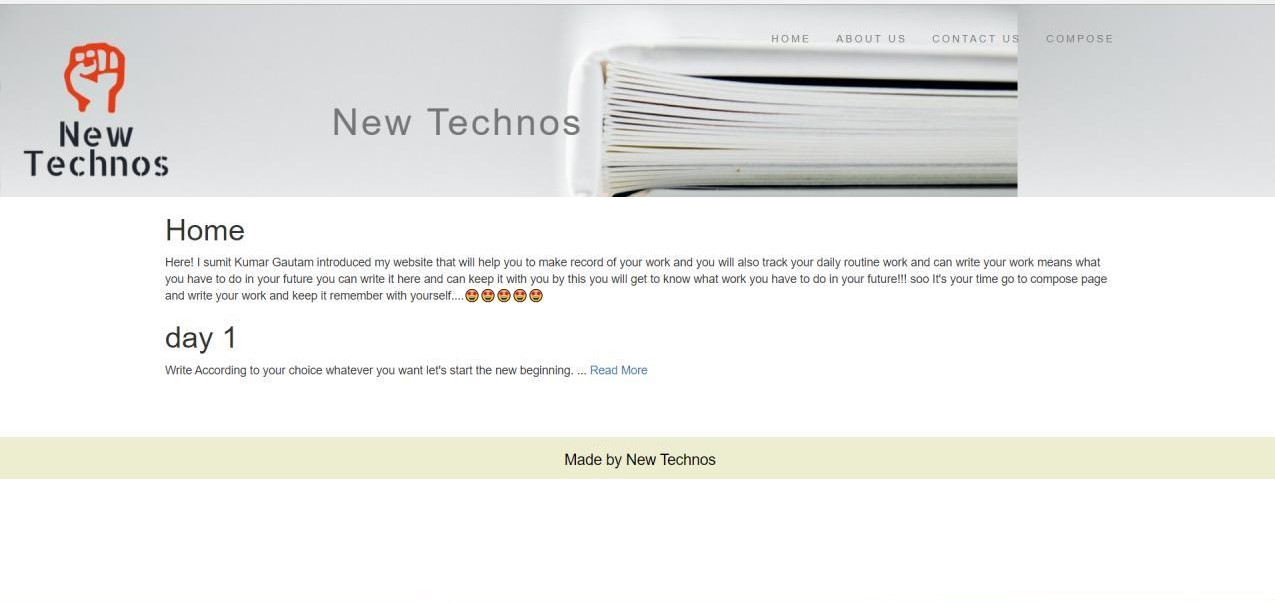 HOME ABOUT US CONTACT US COMPOSE
New Technos
New
Technos
Home
Here! I sumit Kumar Gautam introduced my website that will help you to make record of your work and you will also track your daily routine work and can write your work means what
you have to do in your future you can write it here and can keep it with you by this you will get to know what work you have to do in your future!!! soo It's your time go to compose page
and write your work and keep it remember with yourself....😍😍😍😍😍
day 1
Write According to your choice whatever you want let's start the new beginning. ... Read More
Made by New Technos